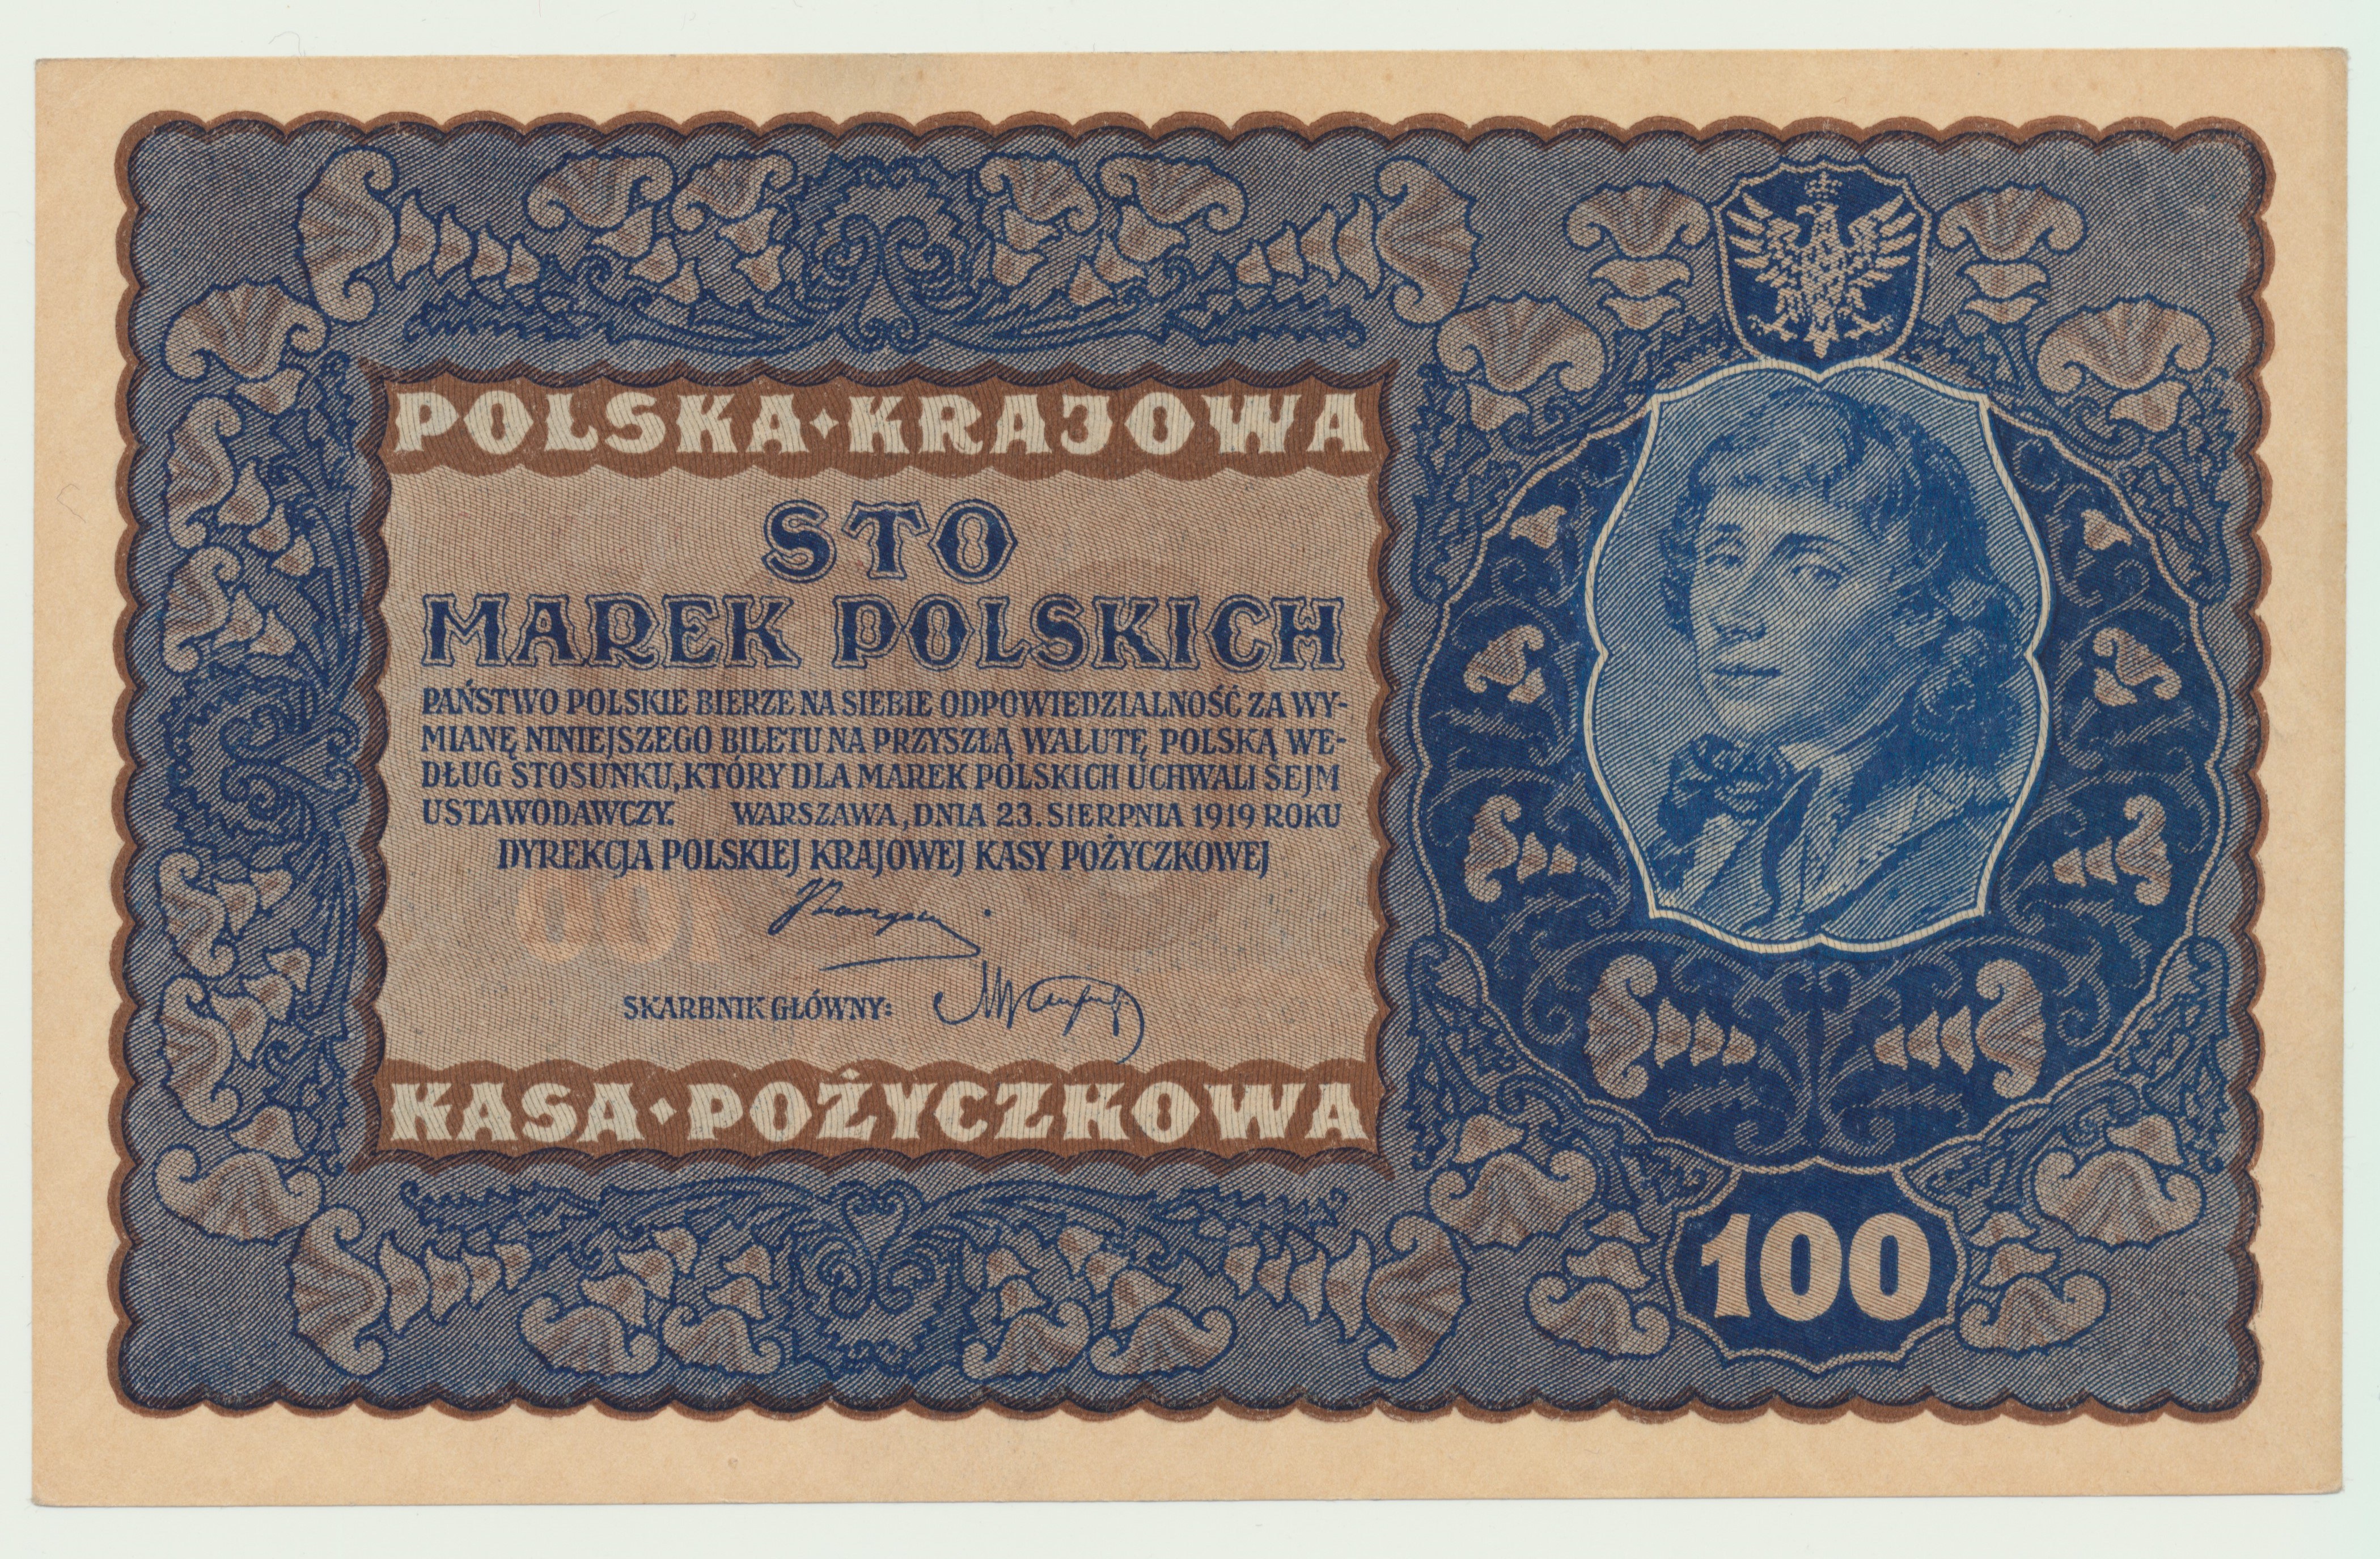 POLSKA·KRAJOWA
STO
MAREK POLSKICH
PAŃSTWO POLSKIE BIERZE NA SIEBIE ODPOWIEDZIALNOŚĆ ZA WY-
MIANĘ NINIEJSZEGO BILETU NA PRZYSZŁĄ WALUTĘ POLSKĄ WE-
DŁUG STOSUNKU, KTÓRY DLA MAREK POLSKICH UCHWALI SEJM
USTAWODAWCZY. WARSZAWA, DNIA 23. SIERPNIA 1919 ROKU
DYREKCJA POLSKIEJ KRAJOWEJ KASY POŻYCZKOWEJ
SKARBNIK GŁÓWNY:
KASA·POŻYCZKOWA
100